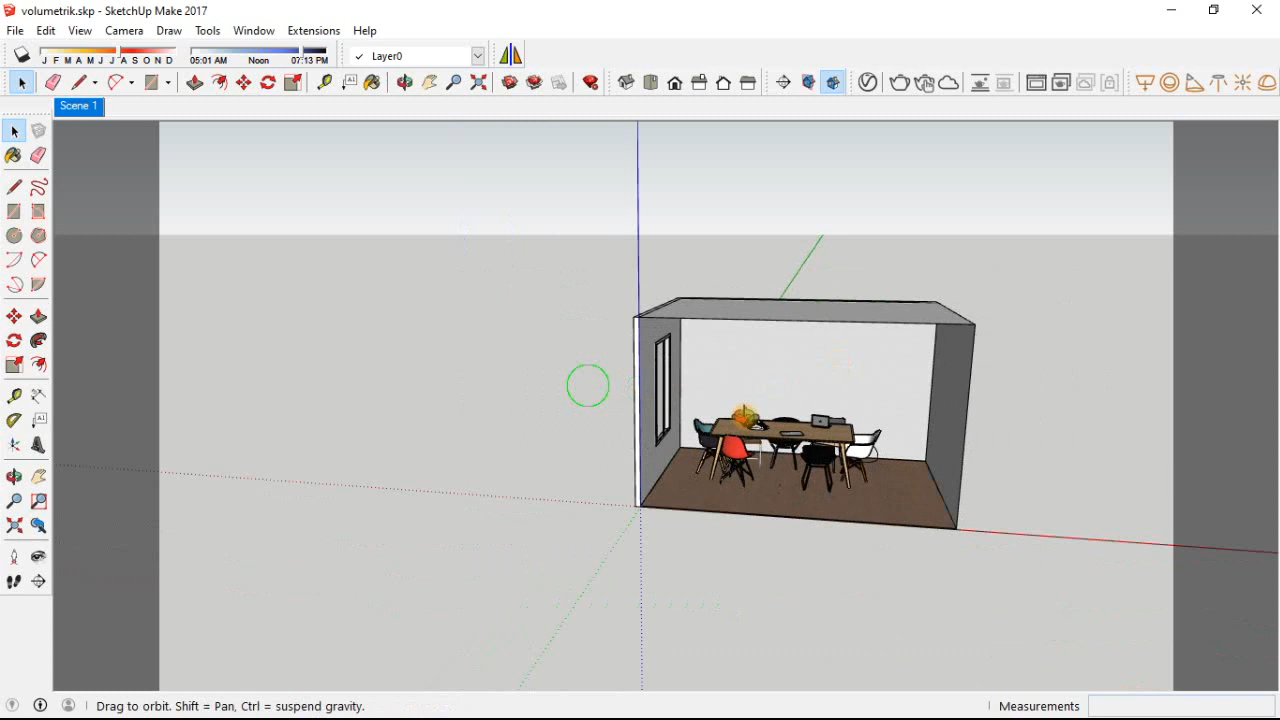 volumetrik.skp - SketchUp Make 2017
File Edit View Camera Draw Tools Window Extensions Help
J F M A M J J A S O N D
05:01 AM Noon 07:13 PM
Layer0
Scene 1
Drag to orbit. Shift = Pan, Ctrl = suspend gravity.
Measurements